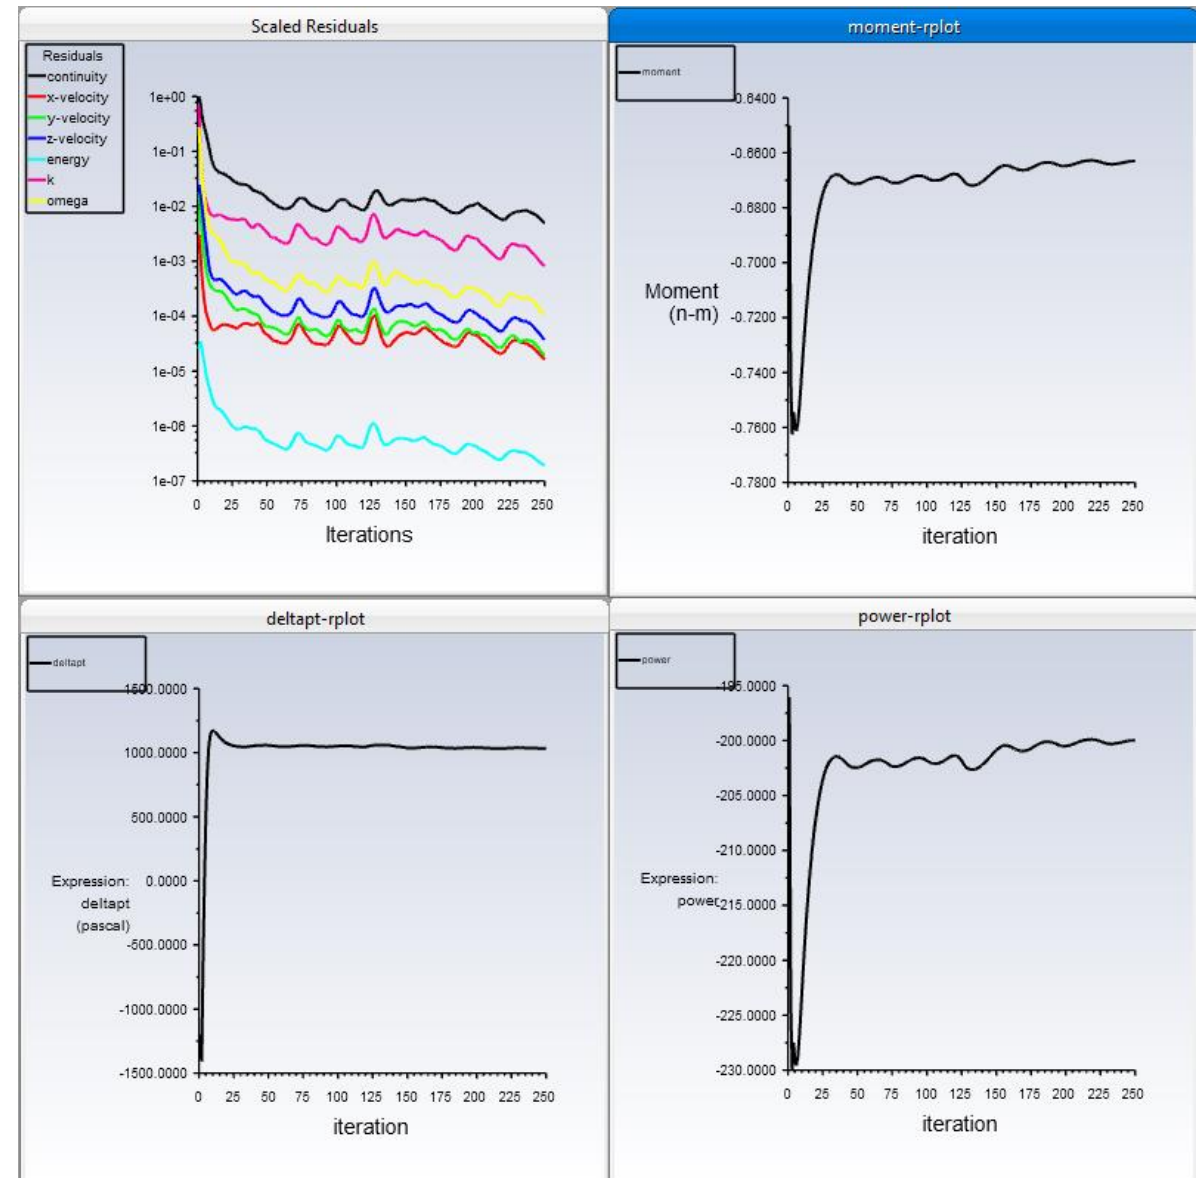 Scaled Residuals
Residuals
continuity
x-velocity
y-velocity
z-velocity
energy
k
omega
1e+00
1e-01
1e-02
1e-03
1e-04
1e-05
1e-06
1e-07
0 25 50 75 100 125 150 175 200 225 250
Iterations
moment-rplot
moment
-0.6600
-0.6800
-0.7000
Moment
(n-m)
-0.7200
-0.7400
-0.7600
-0.7800
0 25 50 75 100 125 150 175 200 225 250
iteration
deltapt-rplot
deltapt
1000.0000
500.0000
Expression:
deltapt
(pascal)
0.0000
-500.0000
-1000.0000
-1500.0000
0 25 50 75 100 125 150 175 200 225 250
iteration
power-rplot
power
-200.0000
-205.0000
-210.0000
Expression:
power
-215.0000
-220.0000
-225.0000
-230.0000
0 25 50 75 100 125 150 175 200 225 250
iteration